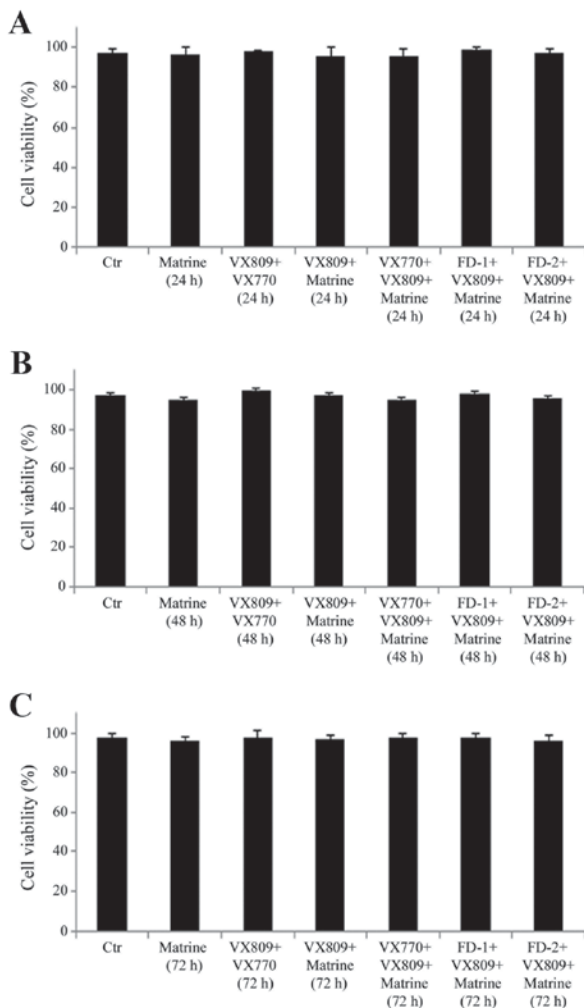 A
Cell viability (%)
100
80
60
40
20
0
Ctr
Matrine
(24 h)
VX809+
VX770
(24 h)
VX809+
Matrine
(24 h)
VX770+
VX809+
Matrine
(24 h)
FD-1+
VX809+
Matrine
(24 h)
FD-2+
VX809+
Matrine
(24 h)
B
Cell viability (%)
100
80
60
40
20
0
Ctr
Matrine
(48 h)
VX809+
VX770
(48 h)
VX809+
Matrine
(48 h)
VX770+
VX809+
Matrine
(48 h)
FD-1+
VX809+
Matrine
(48 h)
FD-2+
VX809+
Matrine
(48 h)
C
Cell viability (%)
100
80
60
40
20
0
Ctr
Matrine
(72 h)
VX809+
VX770
(72 h)
VX809+
Matrine
(72 h)
VX770+
VX809+
Matrine
(72 h)
FD-1+
VX809+
Matrine
(72 h)
FD-2+
VX809+
Matrine
(72 h)